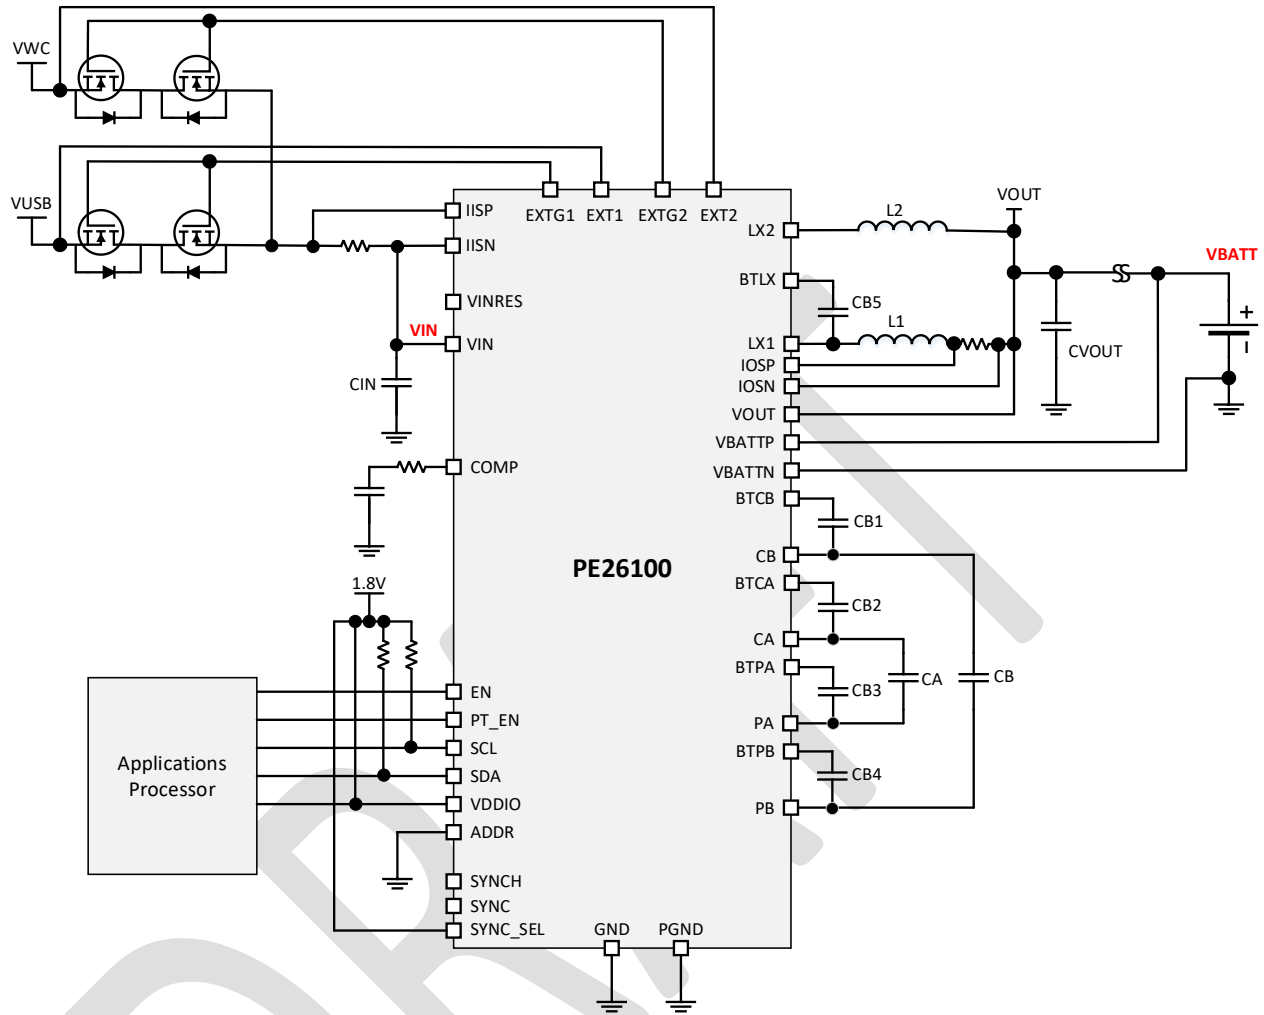 VWC
VUSB
EXTG1
EXT1
EXTG2
EXT2
IISP
IISN
VINRES
VIN
VIN
CIN
COMP
1.8V
EN
PT_EN
SCL
SDA
VDDIO
ADDR
SYNCH
SYNC
SYNC_SEL
Applications
Processor
PE26100
GND
PGND
LX2
BTLX
LX1
IOSP
IOSN
VOUT
VBATTP
VBATTN
BTCB
CB
BTCA
CA
BTPA
PA
BTPB
PB
L2
CB5
L1
VOUT
VBATT
+
-
CVOUT
CB1
CB2
CB3
CB4
CA
CB